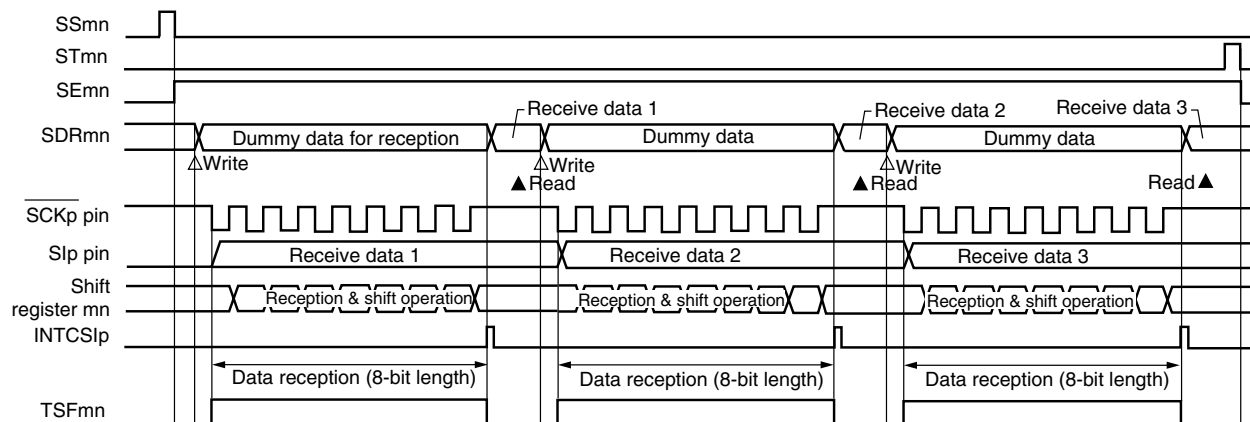 SSmn
STmn
SEmn
Receive data 1
Receive data 2
Receive data 3
SDRmn
Dummy data for reception
Dummy data
Dummy data
△Write
△Write
△Write
▲Read
▲Read
Read▲
SCKp pin
SIp pin
Receive data 1
Receive data 2
Receive data 3
Shift
register mn
Reception & shift operation
Reception & shift operation
Reception & shift operation
INTCSIp
Data reception (8-bit length)
Data reception (8-bit length)
Data reception (8-bit length)
TSFmn